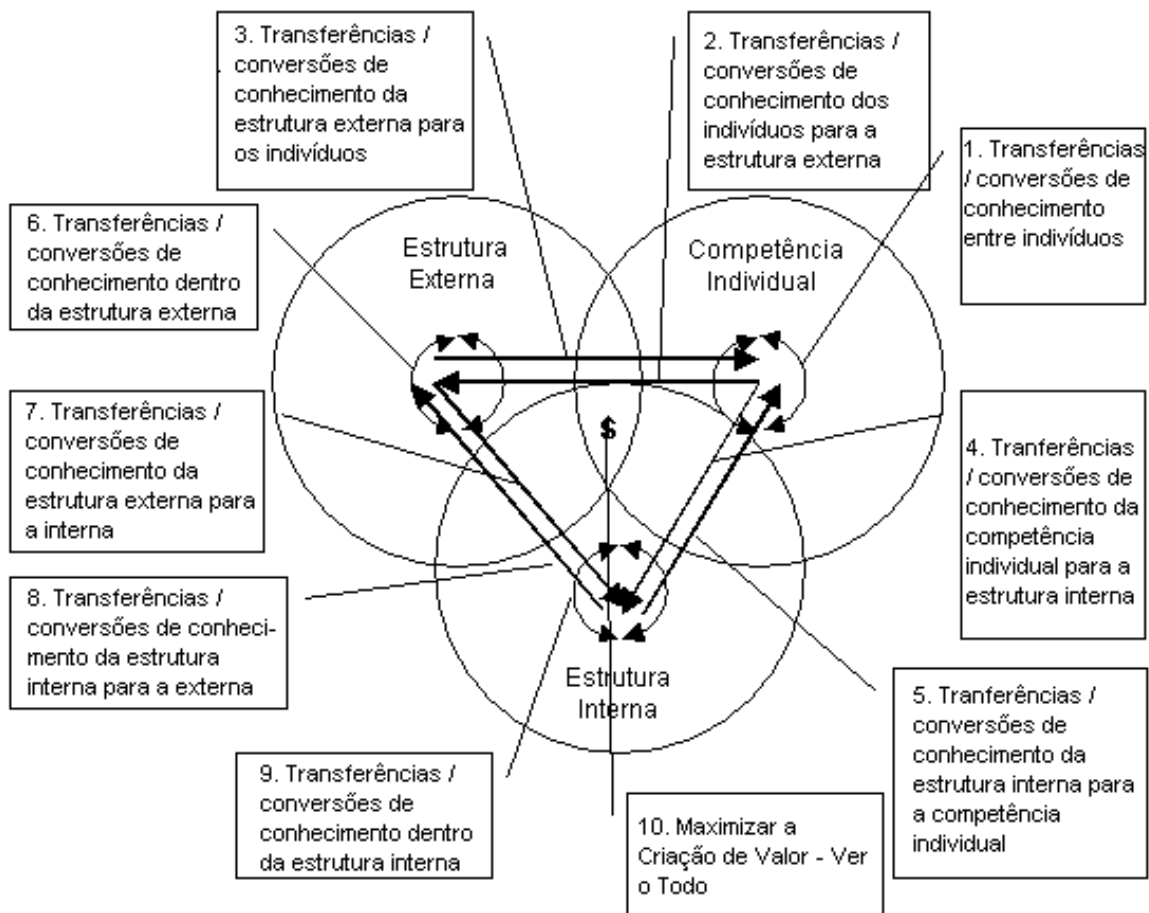 3. Transferências /
conversões de
conhecimento da
estrutura externa para
os indivíduos
2. Transferências /
conversões de
conhecimento dos
indivíduos para a
estrutura externa
1. Transferências
/ conversões de
conhecimento
entre indivíduos
6. Transferências /
conversões de
conhecimento dentro
da estrutura externa
Estrutura
Externa
Competência
Individual
7. Transferências /
conversões de
conhecimento da
estrutura externa para
a interna
$
4. Tranferências
/ conversões de
conhecimento da
competência
individual para a
estrutura interna
8. Transferências /
conversões de conheci-
mento da estrutura
interna para a externa
Estrutura
Interna
5. Tranferências /
conversões de
conhecimento da
estrutura interna para
a competência
individual
9. Transferências /
conversões de
conhecimento dentro
da estrutura interna
10. Maximizar a
Criação de Valor - Ver
o Todo